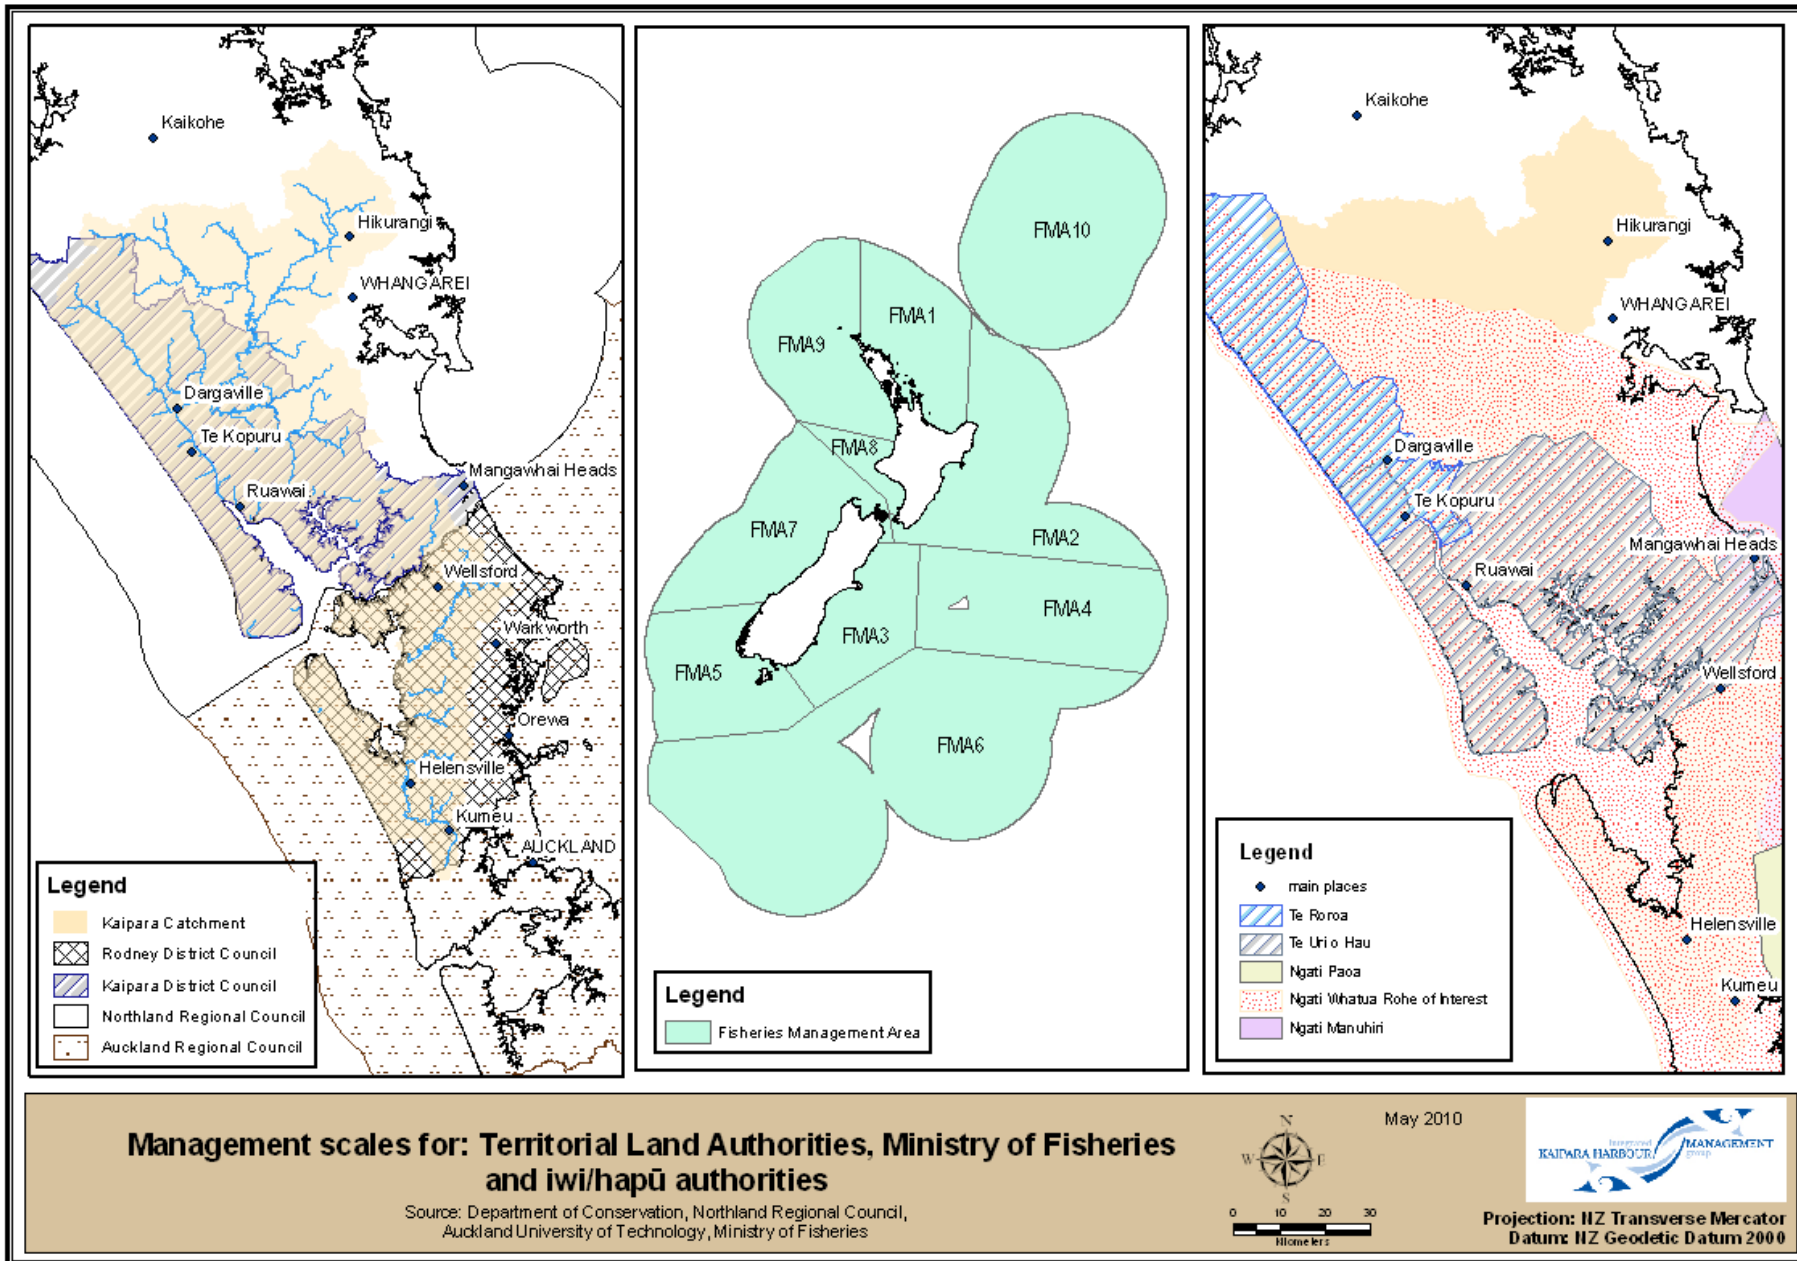 Kaikohe
Hikurangi
WHANGAREI
Dargaville
Te Kopuru
Ruawai
Mangawhai Heads
Wellsford
Warkworth
Orewa
Helensville
Kumeu
AUCKLAND
Legend
Kaipara Catchment
Rodney District Council
Kaipara District Council
Northland Regional Council
Auckland Regional Council
FMA10
FMA1
FMA9
FMA8
FMA7
FMA2
FMA4
FMA3
FMA5
FMA6
Legend
Fisheries Management Area
Kaikohe
Hikurangi
WHANGAREI
Dargaville
Te Kopuru
Mangawhai Heads
Ruawai
Wellsford
Helensville
Kumeu
Legend
main places
Te Roroa
Te Uri o Hau
Ngati Paoa
Ngati Whatua Rohe of Interest
Ngati Manuhiri
Management scales for: Territorial Land Authorities, Ministry of Fisheries
and iwi/hapū authorities
Source: Department of Conservation, Northland Regional Council,
Auckland University of Technology, Ministry of Fisheries
N
W E
S
0 10 20 30
Kilometers
May 2010
Integrated
KAIPARA HARBOUR MANAGEMENT
group
Projection: NZ Transverse Mercator
Datum: NZ Geodetic Datum 2000